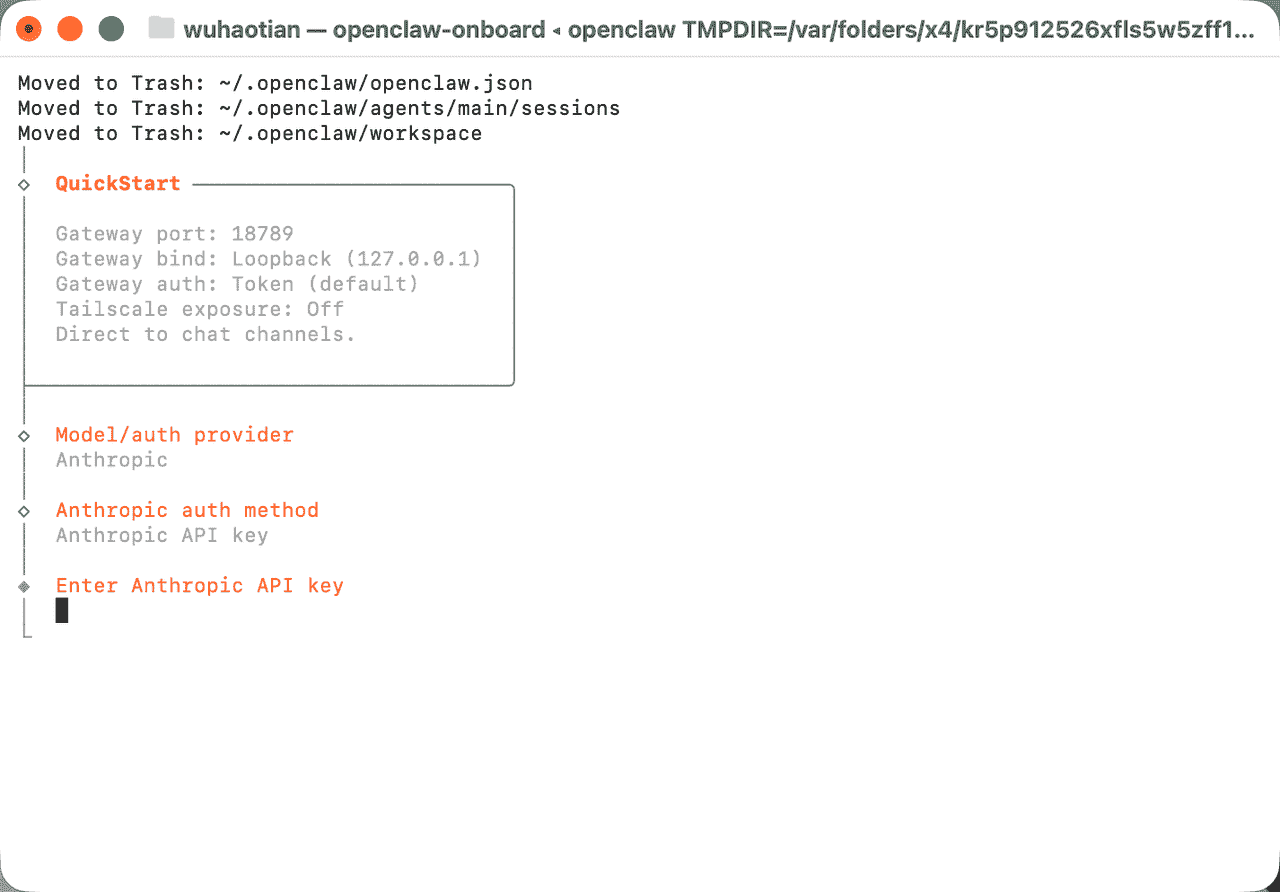 wuhaotian — openclaw-onboard ◂ openclaw TMPDIR=/var/folders/x4/kr5p912526xfls5w5zff1...
Moved to Trash: ~/.openclaw/openclaw.json
Moved to Trash: ~/.openclaw/agents/main/sessions
Moved to Trash: ~/.openclaw/workspace
QuickStart
Gateway port: 18789
Gateway bind: Loopback (127.0.0.1)
Gateway auth: Token (default)
Tailscale exposure: Off
Direct to chat channels.
Model/auth provider
Anthropic
Anthropic auth method
Anthropic API key
Enter Anthropic API key